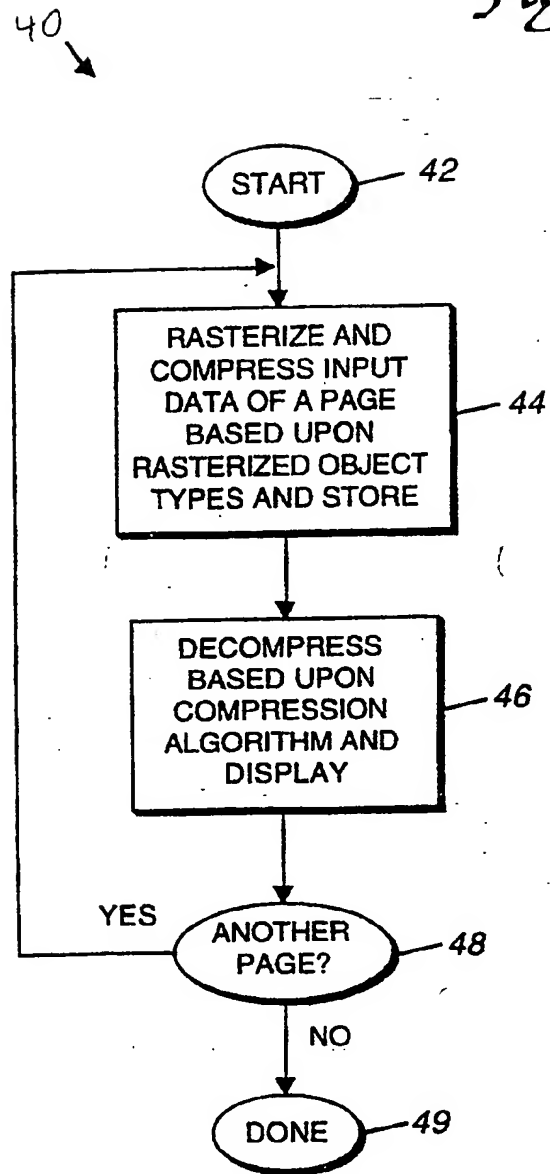 40
START
42
RASTERIZE AND
COMPRESS INPUT
DATA OF A PAGE
BASED UPON
RASTERIZED OBJECT
TYPES AND STORE
44
DECOMPRESS
BASED UPON
COMPRESSION
ALGORITHM AND
DISPLAY
46
YES
ANOTHER
PAGE?
48
NO
DONE
49